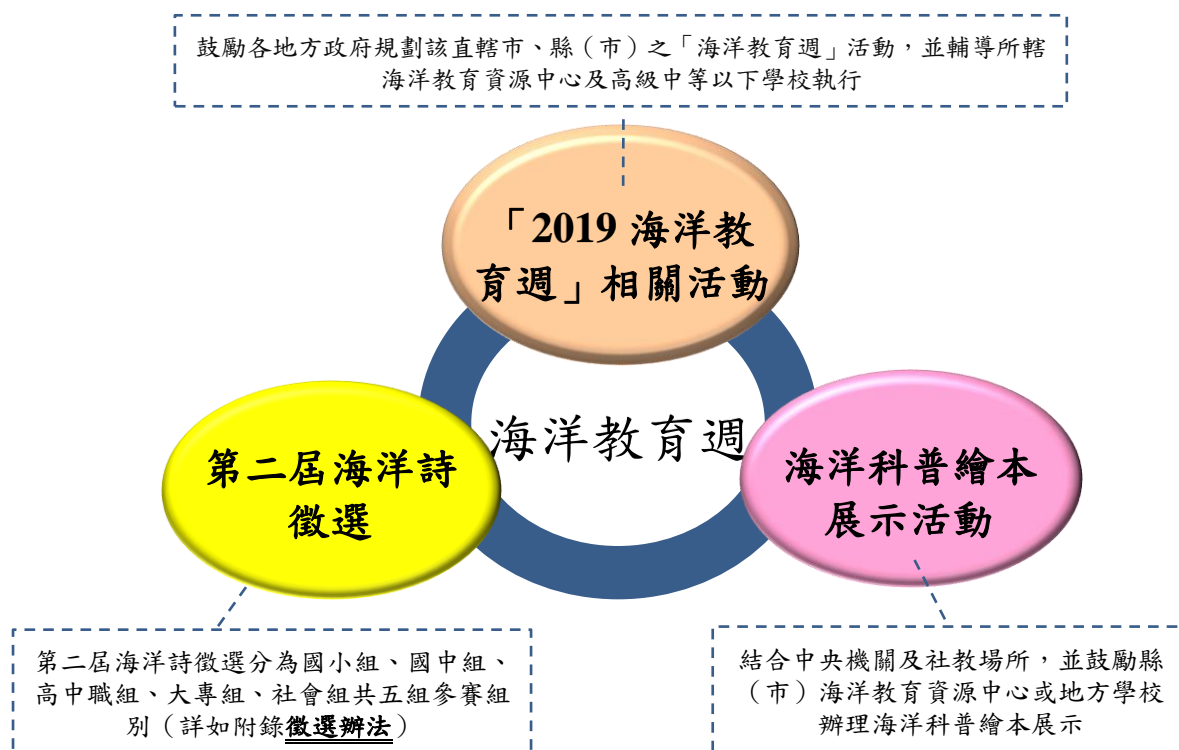 鼓勵各地方政府規劃該直轄市、縣（市）之「海洋教育週」活動，並輔導所轄
海洋教育資源中心及高級中等以下學校執行
「2019 海洋教
育週」相關活動
海洋教育週
第二屆海洋詩
徵選
海洋科普繪本
展示活動
第二屆海洋詩徵選分為國小組、國中組、
高中職組、大專組、社會組共五組參賽組
別（詳如附錄徵選辦法）
結合中央機關及社教場所，並鼓勵縣
（市）海洋教育資源中心或地方學校
辦理海洋科普繪本展示